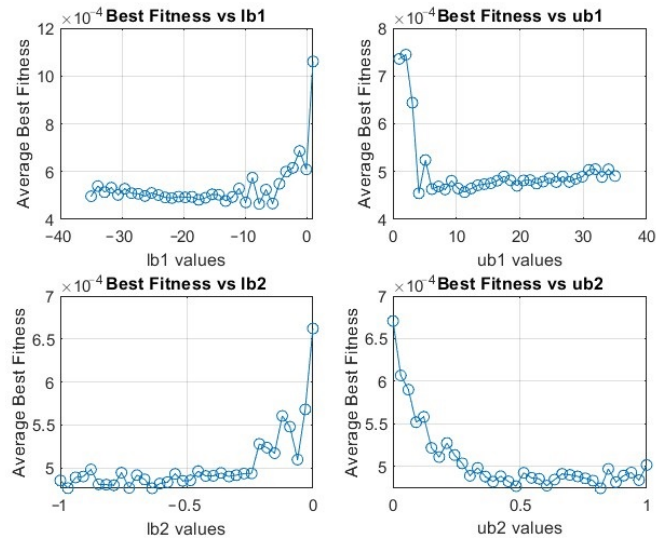 ×10⁻⁴ Best Fitness vs lb1
12
10
8
6
4
Average Best Fitness
-40 -30 -20 -10 0
lb1 values
×10⁻⁴ Best Fitness vs ub1
8
7
6
5
4
Average Best Fitness
0 10 20 30 40
ub1 values
×10⁻⁴ Best Fitness vs lb2
7
6.5
6
5.5
5
Average Best Fitness
-1 -0.5 0
lb2 values
×10⁻⁴ Best Fitness vs ub2
7
6.5
6
5.5
5
Average Best Fitness
0 0.5 1
ub2 values